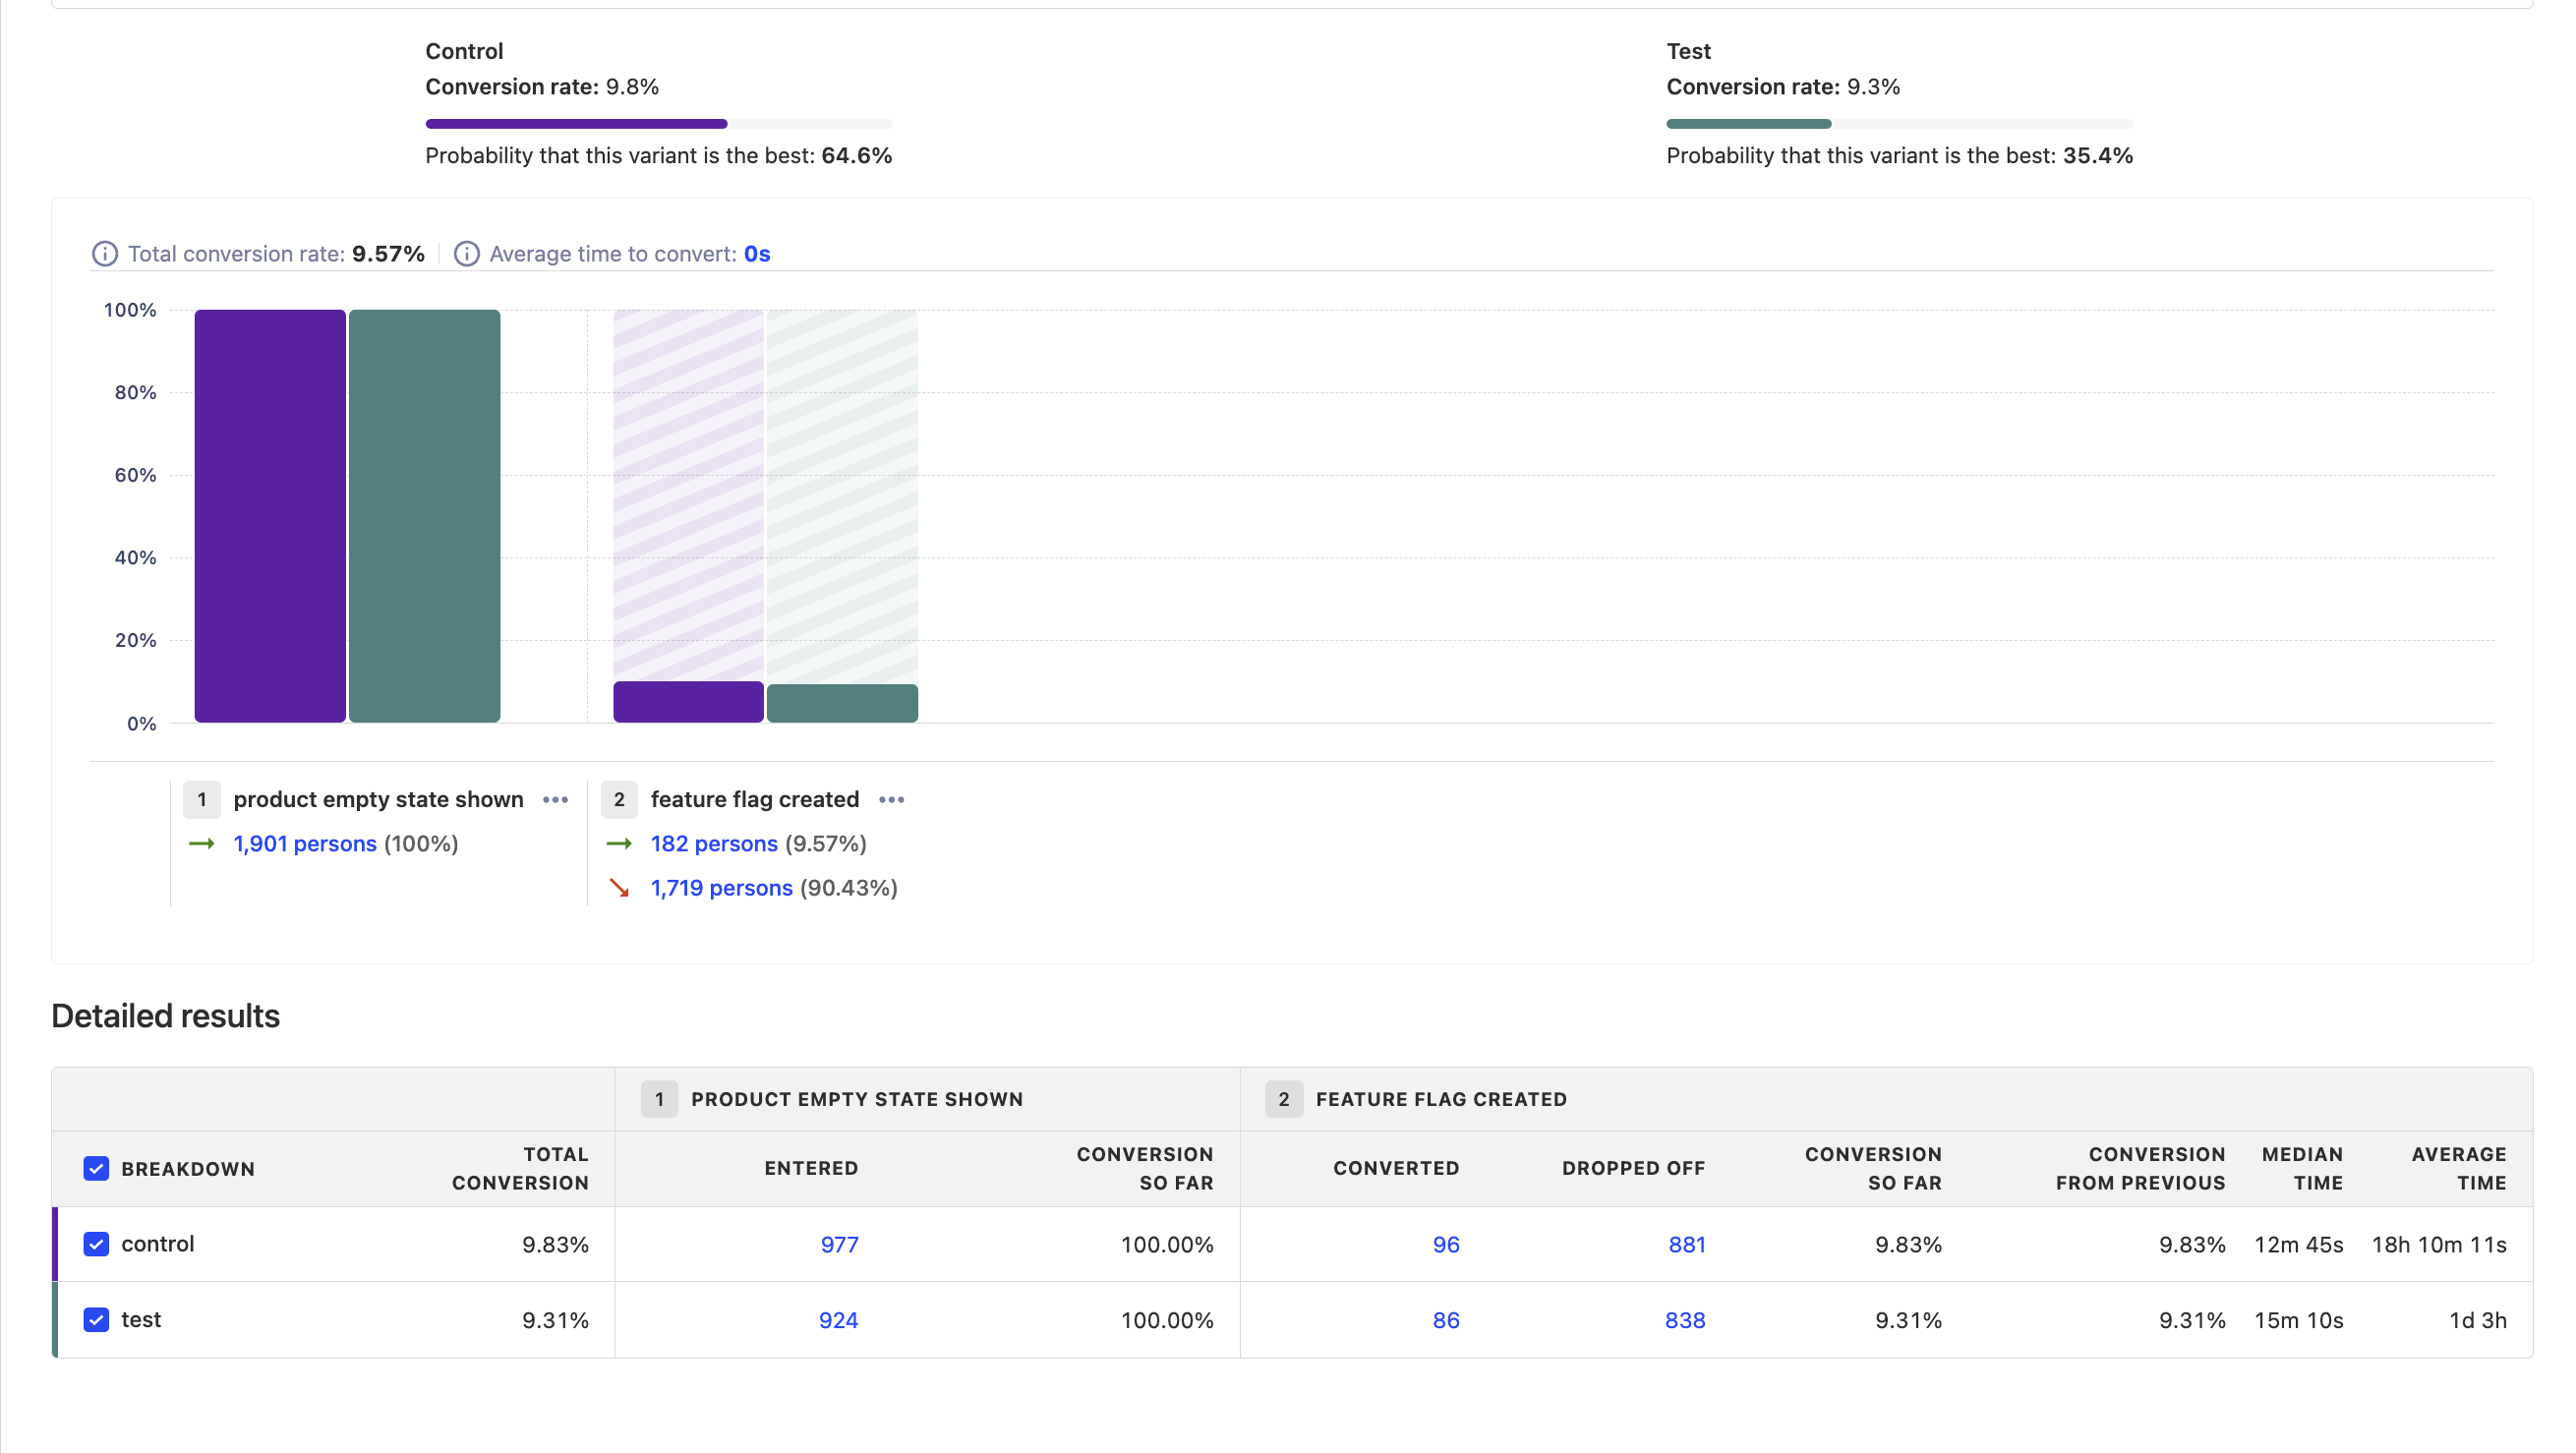 Control
Conversion rate: 9.8%
Probability that this variant is the best: 64.6%
Test
Conversion rate: 9.3%
Probability that this variant is the best: 35.4%
Total conversion rate: 9.57% Average time to convert: 0s
100%
80%
60%
40%
20%
0%
1 product empty state shown •••
1,901 persons (100%)
2 feature flag created •••
182 persons (9.57%)
1,719 persons (90.43%)
Detailed results
1 PRODUCT EMPTY STATE SHOWN 2 FEATURE FLAG CREATED
BREAKDOWN TOTAL CONVERSION ENTERED CONVERSION SO FAR CONVERTED DROPPED OFF CONVERSION SO FAR CONVERSION FROM PREVIOUS MEDIAN TIME AVERAGE TIME
control 9.83% 977 100.00% 96 881 9.83% 9.83% 12m 45s 18h 10m 11s
test 9.31% 924 100.00% 86 838 9.31% 9.31% 15m 10s 1d 3h